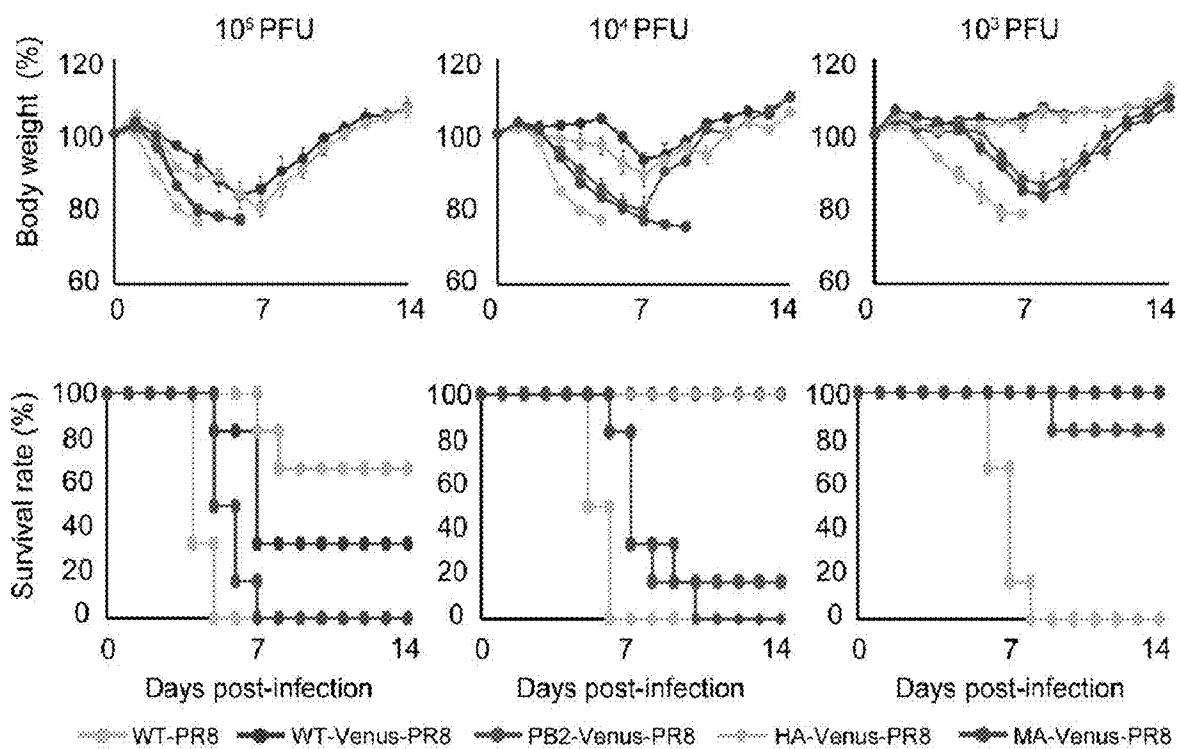 10⁵ PFU
10⁴ PFU
10³ PFU
Body weight (%)
120
100
80
60
0 7 14
120
100
80
60
0 7 14
120
100
80
60
0 7 14
Survival rate (%)
100
80
60
40
20
0
0 7 14
100
80
60
40
20
0
0 7 14
100
80
60
40
20
0
0 7 14
Days post-infection
Days post-infection
Days post-infection
WT-PR8 WT-Venus-PR8 PB2-Venus-PR8 HA-Venus-PR8 MA-Venus-PR8